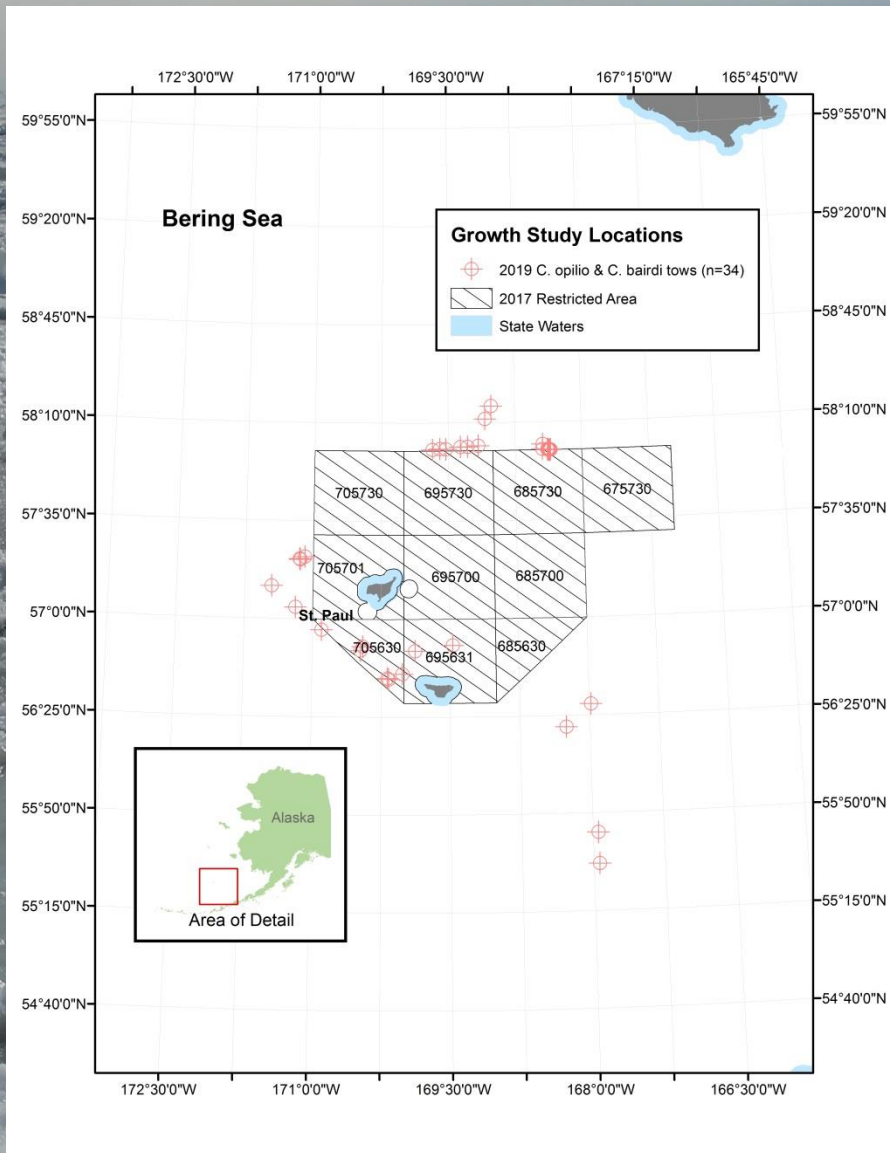 172°30'0"W 171°0'0"W 169°30'0"W 167°15'0"W 165°45'0"W
59°55'0"N 59°55'0"N
59°20'0"N 59°20'0"N
Bering Sea
Growth Study Locations
2019 C. opilio & C. bairdi tows (n=34)
2017 Restricted Area
State Waters
58°45'0"N 58°45'0"N
58°10'0"N 58°10'0"N
705730 695730 685730 675730
57°35'0"N 57°35'0"N
705701 695700 685700
57°0'0"N 57°0'0"N
St. Paul
705630 695631 685630
56°25'0"N 56°25'0"N
55°50'0"N 55°50'0"N
Alaska
Area of Detail
55°15'0"N 55°15'0"N
54°40'0"N 54°40'0"N
172°30'0"W 171°0'0"W 169°30'0"W 168°0'0"W 166°30'0"W